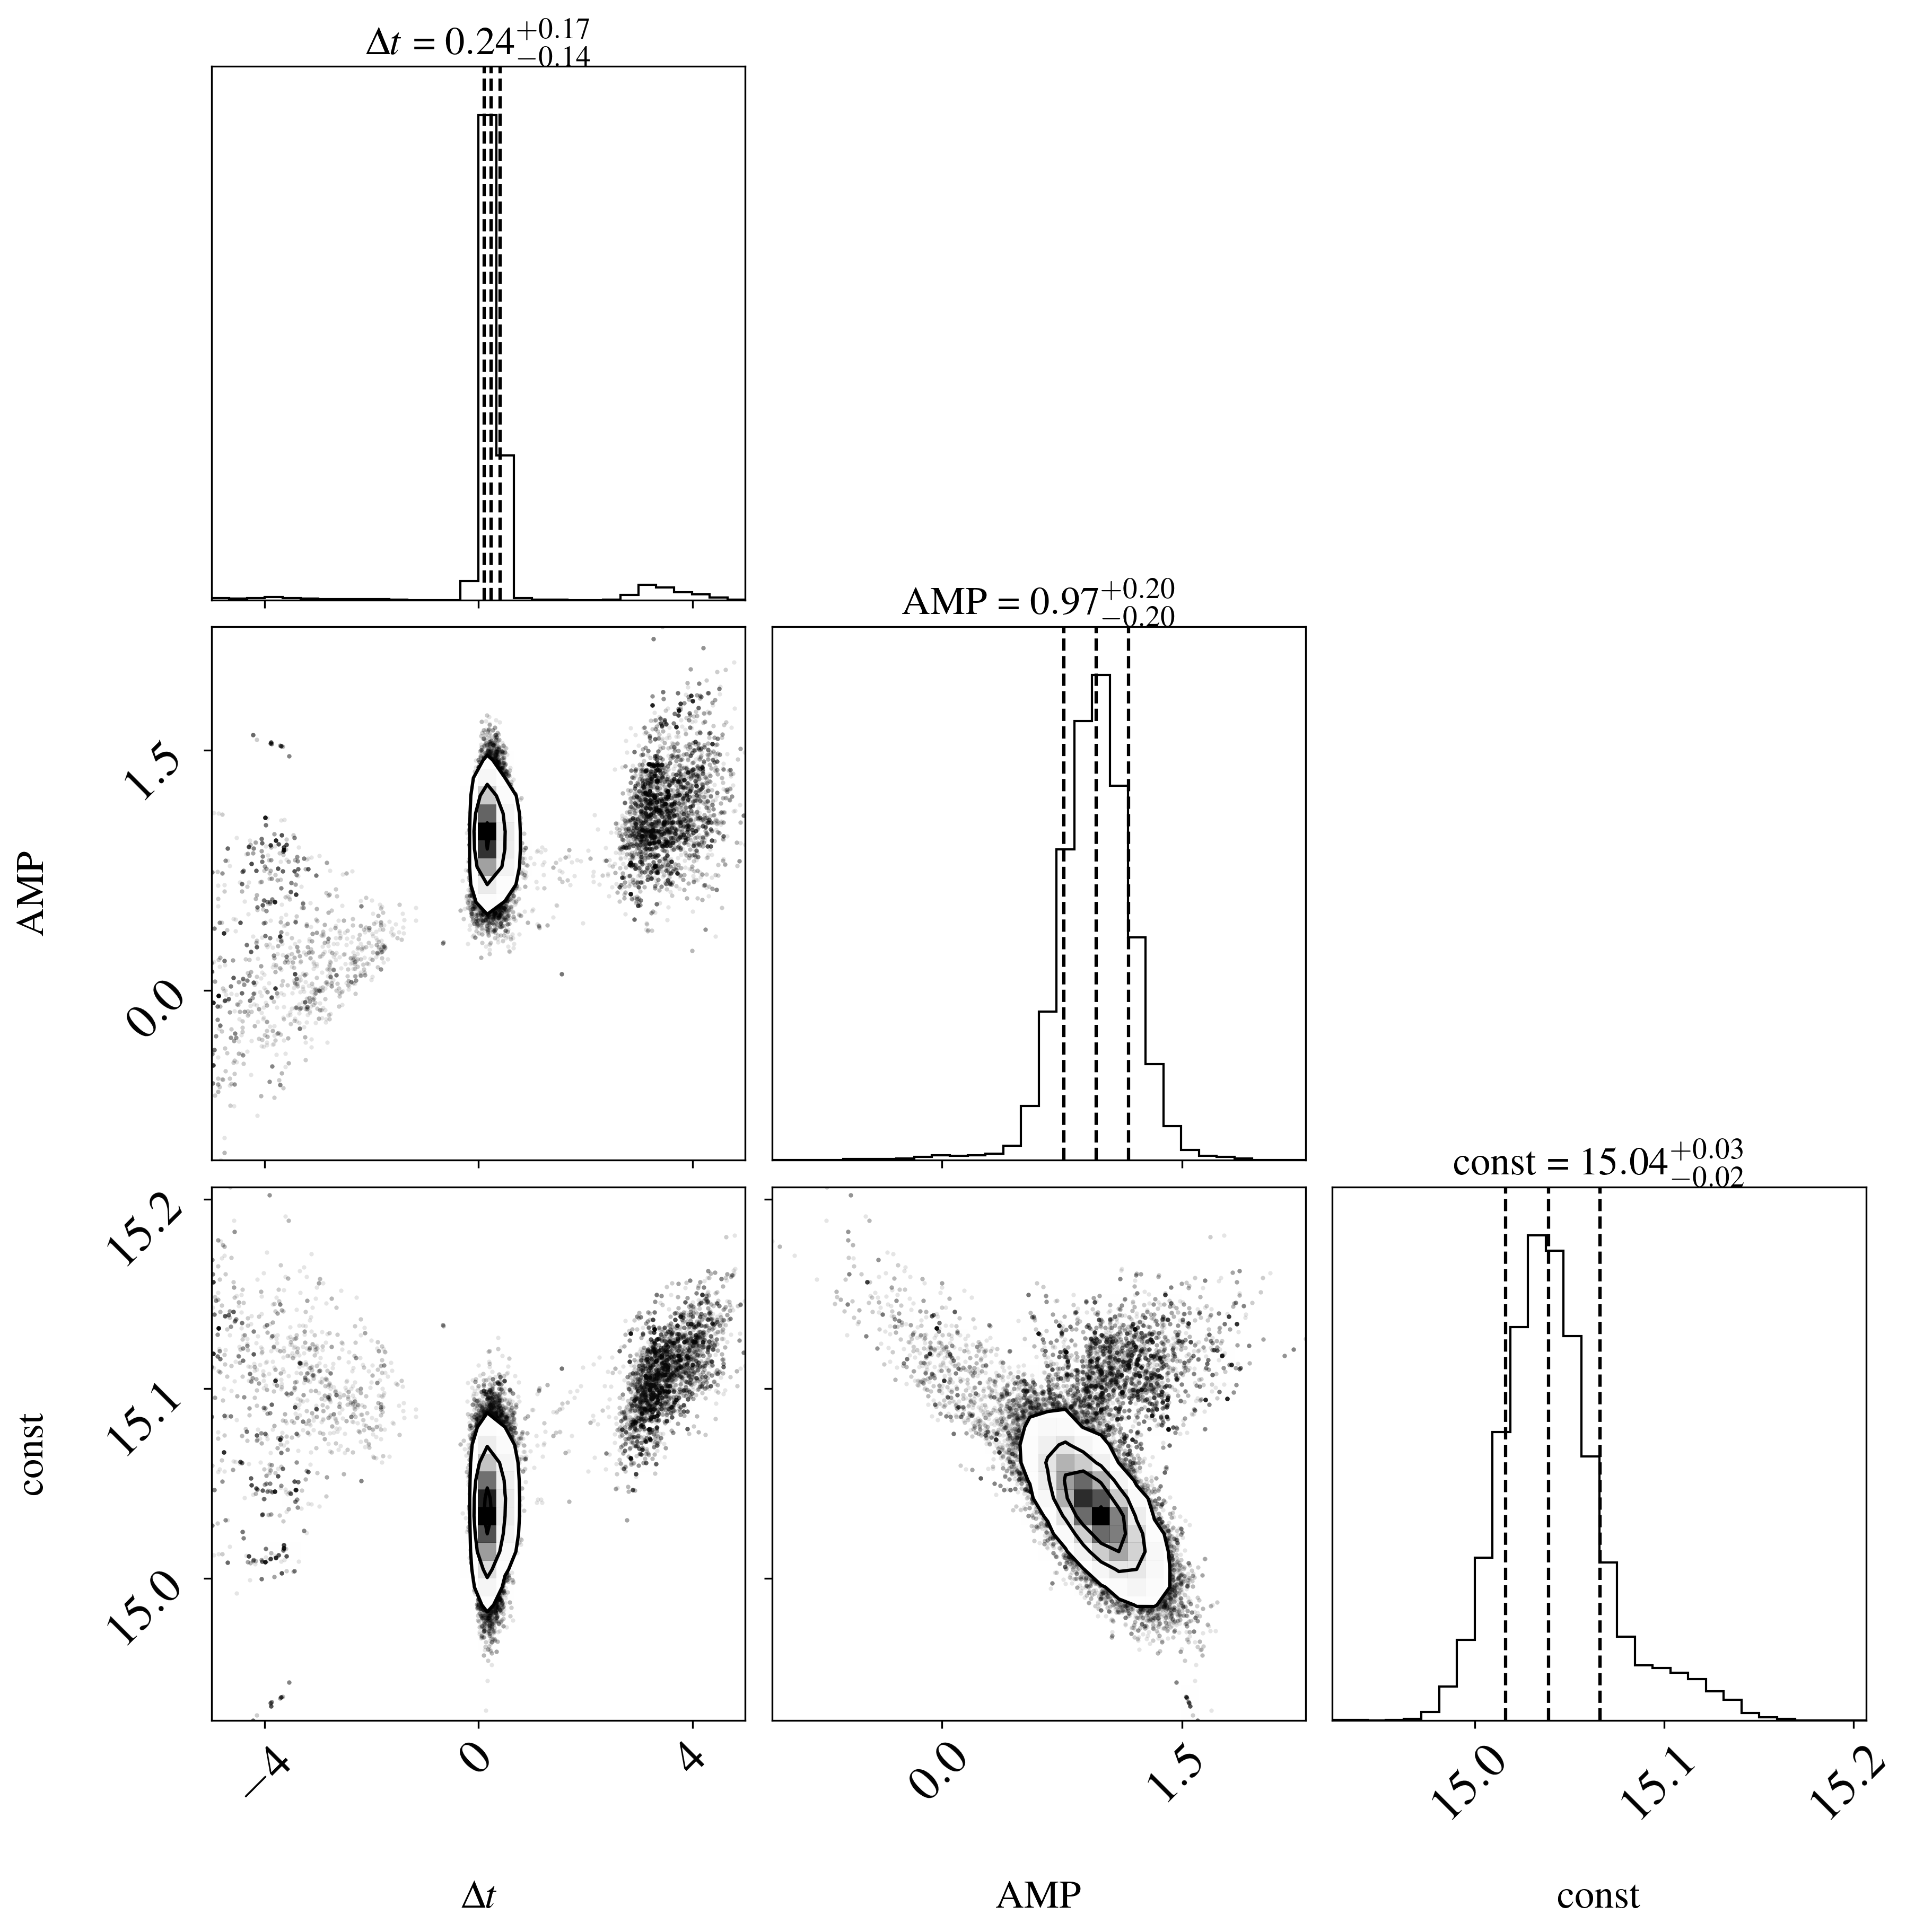 Δt = 0.24+0.17−0.14
AMP = 0.97+0.20−0.20
1.5
AMP
0.0
const = 15.04+0.03−0.02
15.2
15.1
const
15.0
−4 0 4 0.0 1.5 15.0 15.1 15.2
Δt AMP const